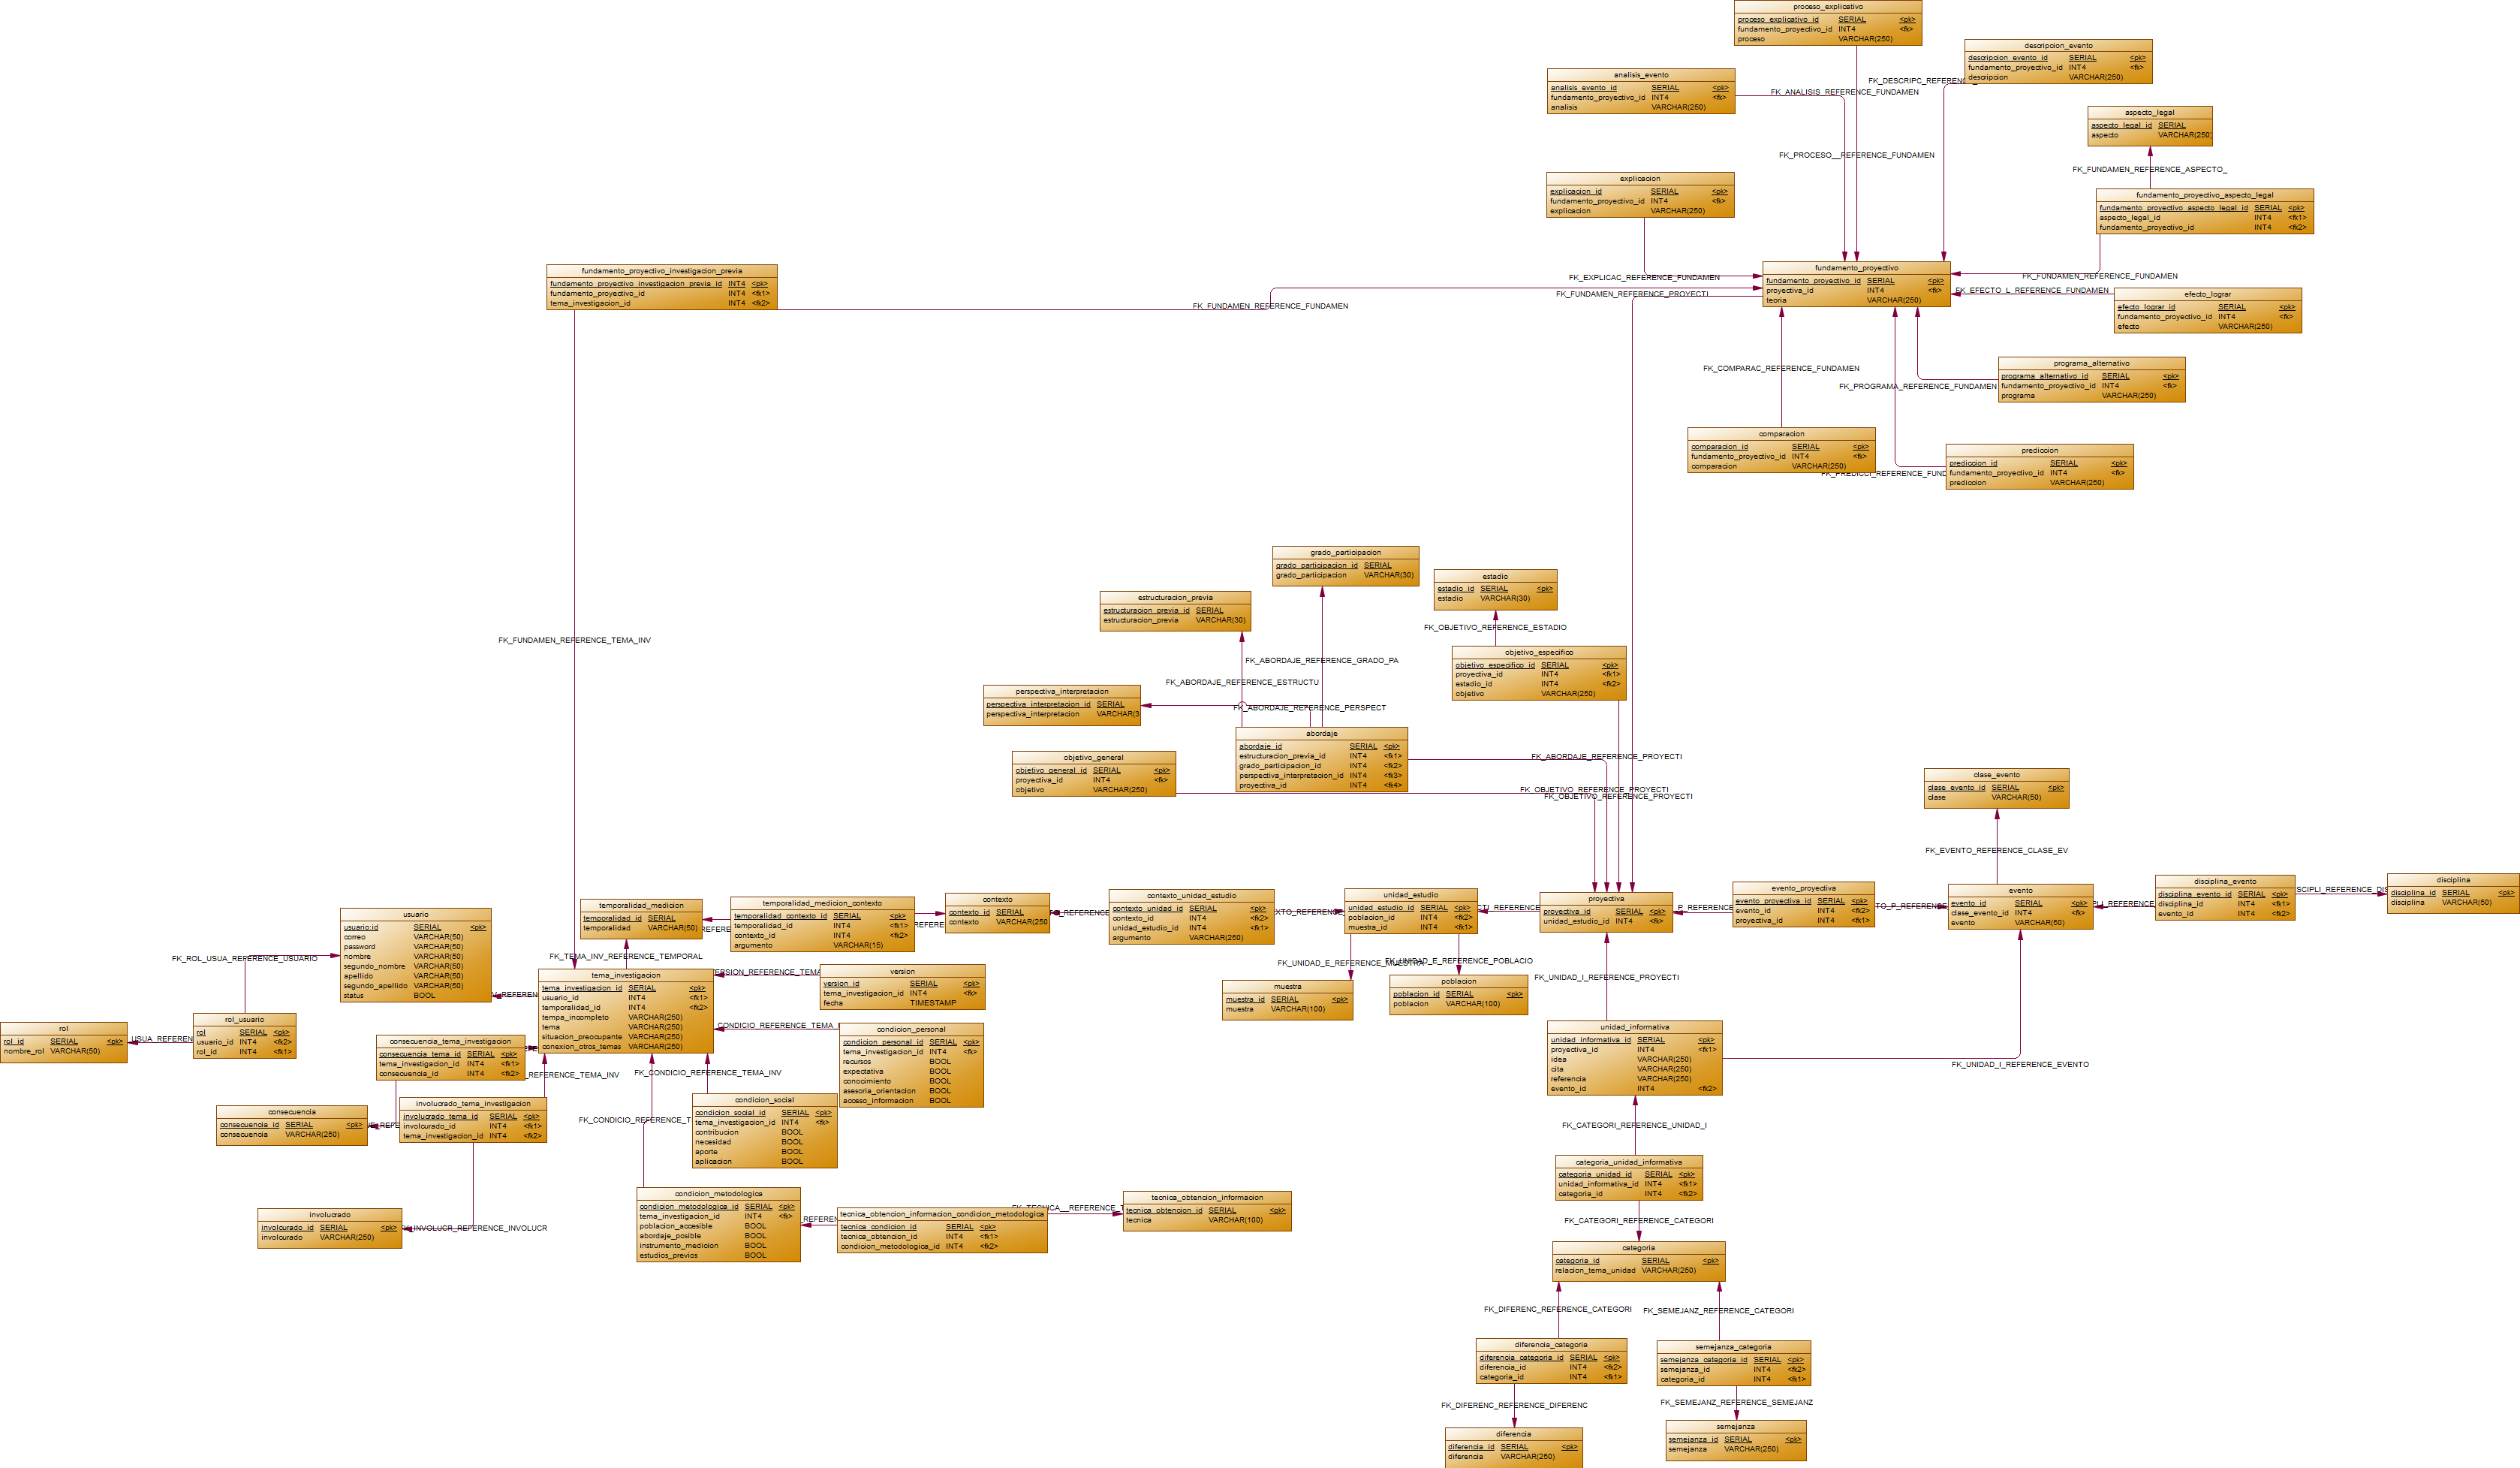 proceso_explicativo
proceso_explicativo_id SERIAL <pk>
fundamento_proyectivo_id INT4 <fk>
proceso VARCHAR(250)
descripcion_evento
descripcion_evento_id SERIAL <pk>
fundamento_proyectivo_id INT4 <fk>
descripcion VARCHAR(250)
analisis_evento
analisis_evento_id SERIAL <pk>
fundamento_proyectivo_id INT4 <fk>
analisis VARCHAR(250)
FK_DESCRIPC_REFERENC
FK_ANALISIS_REFERENCE_FUNDAMEN
aspecto_legal
aspecto_legal_id SERIAL
aspecto VARCHAR(250)
FK_PROCESO__REFERENCE_FUNDAMEN
FK_FUNDAMEN_REFERENCE_ASPECTO_
explicacion
explicacion_id SERIAL <pk>
fundamento_proyectivo_id INT4 <fk>
explicacion VARCHAR(250)
fundamento_proyectivo_aspecto_legal
fundamento_proyectivo_aspecto_legal_id SERIAL <pk>
aspecto_legal_id INT4 <fk1>
fundamento_proyectivo_id INT4 <fk2>
fundamento_proyectivo_investigacion_previa
fundamento_proyectivo_investigacion_previa_id INT4 <pk>
fundamento_proyectivo_id INT4 <fk1>
tema_investigacion_id INT4 <fk2>
fundamento_proyectivo
fundamento_proyectivo_id SERIAL <pk>
proyectiva_id INT4 <fk>
teoria VARCHAR(250)
FK_EXPLICAC_REFERENCE_FUNDAMEN
FK_FUNDAMEN_REFERENCE_FUNDAMEN
FK_FUNDAMEN_REFERENCE_PROYECTI
FK_EFECTO_L_REFERENCE_FUNDAMEN
FK_FUNDAMEN_REFERENCE_FUNDAMEN
efecto_lograr
efecto_lograr_id SERIAL <pk>
fundamento_proyectivo_id INT4 <fk>
efecto VARCHAR(250)
FK_COMPARAC_REFERENCE_FUNDAMEN
FK_PROGRAMA_REFERENCE_FUNDAMEN
programa_alternativo
programa_alternativo_id SERIAL <pk>
fundamento_proyectivo_id INT4 <fk>
programa VARCHAR(250)
comparacion
comparacion_id SERIAL <pk>
fundamento_proyectivo_id INT4 <fk>
comparacion VARCHAR(250)
FK_PREDICCI_REFERENCE_FUND
prediccion
prediccion_id SERIAL <pk>
fundamento_proyectivo_id INT4 <fk>
prediccion VARCHAR(250)
grado_participacion
grado_participacion_id SERIAL
grado_participacion VARCHAR(30)
estadio
estadio_id SERIAL <pk>
estadio VARCHAR(30)
estructuracion_previa
estructuracion_previa_id SERIAL
estructuracion_previa VARCHAR(30)
FK_OBJETIVO_REFERENCE_ESTADIO
FK_FUNDAMEN_REFERENCE_TEMA_INV
FK_ABORDAJE_REFERENCE_GRADO_PA
FK_ABORDAJE_REFERENCE_ESTRUCTU
objetivo_especifico
objetivo_especifico_id SERIAL <pk>
proyectiva_id INT4 <fk1>
estadio_id INT4 <fk2>
objetivo VARCHAR(250)
perspectiva_interpretacion
perspectiva_interpretacion_id SERIAL
perspectiva_interpretacion VARCHAR(3
FK_ABORDAJE_REFERENCE_PERSPECT
abordaje
abordaje_id SERIAL <pk>
estructuracion_previa_id INT4 <fk1>
grado_participacion_id INT4 <fk2>
perspectiva_interpretacion_id INT4 <fk3>
proyectiva_id INT4 <fk4>
FK_ABORDAJE_REFERENCE_PROYECTI
objetivo_general
objetivo_general_id SERIAL <pk>
proyectiva_id INT4 <fk>
objetivo VARCHAR(250)
FK_OBJETIVO_REFERENCE_PROYECTI
FK_OBJETIVO_REFERENCE_PROYECTI
clase_evento
clase_evento_id SERIAL <pk>
clase VARCHAR(50)
FK_EVENTO_REFERENCE_CLASE_EV
usuario
usuario:id SERIAL <pk>
correo VARCHAR(50)
password VARCHAR(50)
nombre VARCHAR(50)
segundo_nombre VARCHAR(50)
apellido VARCHAR(50)
segundo_apellido VARCHAR(50)
status BOOL
temporalidad_medicion
temporalidad_id SERIAL
temporalidad VARCHAR(50)
temporalidad_medicion_contexto
temporalidad_contexto_id SERIAL <pk>
temporalidad_id INT4 <fk1>
contexto_id INT4 <fk2>
argumento VARCHAR(15)
contexto
contexto_id SERIAL
contexto VARCHAR(250
contexto_unidad_estudio
contexto_unidad_id SERIAL <pk>
contexto_id INT4 <fk2>
unidad_estudio_id INT4 <fk1>
argumento VARCHAR(250)
unidad_estudio
unidad_estudio_id SERIAL <pk>
poblacion_id INT4 <fk2>
muestra_id INT4 <fk1>
proyectiva
proyectiva_id SERIAL <pk>
unidad_estudio_id INT4 <fk>
evento_proyectiva
evento_proyectiva_id SERIAL <pk>
evento_id INT4 <fk2>
proyectiva_id INT4 <fk1>
evento
evento_id SERIAL <pk>
clase_evento_id INT4 <fk>
evento VARCHAR(50)
disciplina_evento
disciplina_evento_id SERIAL <pk>
disciplina_id INT4 <fk1>
evento_id INT4 <fk2>
SCIPLI_REFERENCE_DIS
disciplina
disciplina_id SERIAL <pk>
disciplina VARCHAR(50)
FK_ROL_USUA_REFERENCE_USUARIO
FK_TEMA_INV_REFERENCE_TEMPORAL
FK_UNIDAD_E_REFERENCE_MUESTRA
FK_UNIDAD_E_REFERENCE_POBLACIO
FK_UNIDAD_I_REFERENCE_PROYECTI
tema_investigacion
tema_investigacion_id SERIAL <pk>
usuario_id INT4 <fk1>
temporalidad_id INT4 <fk2>
tempa_incompleto VARCHAR(250)
tema VARCHAR(250)
situacion_preocupante VARCHAR(250)
conexion_otros_temas VARCHAR(250)
ERSION_REFERENCE_TEMA
version
version_id SERIAL <pk>
tema_investigacion_id INT4 <fk>
fecha TIMESTAMP
muestra
muestra_id SERIAL <pk>
muestra VARCHAR(100)
poblacion
poblacion_id SERIAL <pk>
poblacion VARCHAR(100)
rol
rol_id SERIAL <pk>
nombre_rol VARCHAR(50)
USUA_REFEREN
rol_usuario
rol SERIAL <pk>
usuario_id INT4 <fk2>
rol_id INT4 <fk1>
consecuencia_tema_investigacion
consecuencia_tema_id SERIAL <pk>
tema_investigacion_id INT4 <fk1>
consecuencia_id INT4 <fk2>
CONDICIO_REFERENCE_TEMA_
condicion_personal
condicion_personal_id SERIAL <pk>
tema_investigacion_id INT4 <fk>
recursos BOOL
expectativa BOOL
conocimiento BOOL
asesoria_orientacion BOOL
acceso_informacion BOOL
unidad_informativa
unidad_informativa_id SERIAL <pk>
proyectiva_id INT4 <fk1>
idea VARCHAR(250)
cita VARCHAR(250)
referencia VARCHAR(250)
evento_id INT4 <fk2>
FK_UNIDAD_I_REFERENCE_EVENTO
_REFERENCE_TEMA_INV
FK_CONDICIO_REFERENCE_TEMA_INV
consecuencia
consecuencia_id SERIAL <pk>
consecuencia VARCHAR(250)
involucrado_tema_investigacion
involucrado_tema_id SERIAL <pk>
involucrado_id INT4 <fk1>
tema_investigacion_id INT4 <fk2>
FK_CONDICIO_REFERENCE_T
condicion_social
condicion_social_id SERIAL <pk>
tema_investigacion_id INT4 <fk>
contribucion BOOL
necesidad BOOL
aporte BOOL
aplicacion BOOL
FK_CATEGORI_REFERENCE_UNIDAD_I
categoria_unidad_informativa
categoria_unidad_id SERIAL <pk>
unidad_informativa_id INT4 <fk1>
categoria_id INT4 <fk2>
involucrado
involcurado_id SERIAL <pk>
involcurado VARCHAR(250)
K_INVOLUCR_REFERENCE_INVOLUCR
condicion_metodologica
condicion_metodologica_id SERIAL <pk>
tema_investigacion_id INT4 <fk>
poblacion_accesible BOOL
abordaje_posible BOOL
instrumento_medicion BOOL
estudios_previos BOOL
tecnica_obtencion_informacion_condicion_metodologica
tecnica_condicion_id SERIAL <pk>
tecnica_obtencion_id INT4 <fk1>
condicion_metodologica_id INT4 <fk2>
FK_TECNICA__REFERENCE_T
tecnica_obtencion_informacion
tecnica_obtencion_id SERIAL <pk>
tecnica VARCHAR(100)
FK_CATEGORI_REFERENCE_CATEGORI
categoria
categoria_id SERIAL <pk>
relacion_tema_unidad VARCHAR(250)
FK_DIFERENC_REFERENCE_CATEGORI
FK_SEMEJANZ_REFERENCE_CATEGORI
diferencia_categoria
diferencia_categoria_id SERIAL <pk>
diferencia_id INT4 <fk2>
categoria_id INT4 <fk1>
semejanza_categoria
semejanza_categoria_id SERIAL <pk>
semejanza_id INT4 <fk2>
categoria_id INT4 <fk1>
FK_DIFERENC_REFERENCE_DIFERENC
FK_SEMEJANZ_REFERENCE_SEMEJANZ
diferencia
diferencia_id SERIAL <pk>
diferencia VARCHAR(250)
semejanza
semejanza_id SERIAL <pk>
semejanza VARCHAR(250)